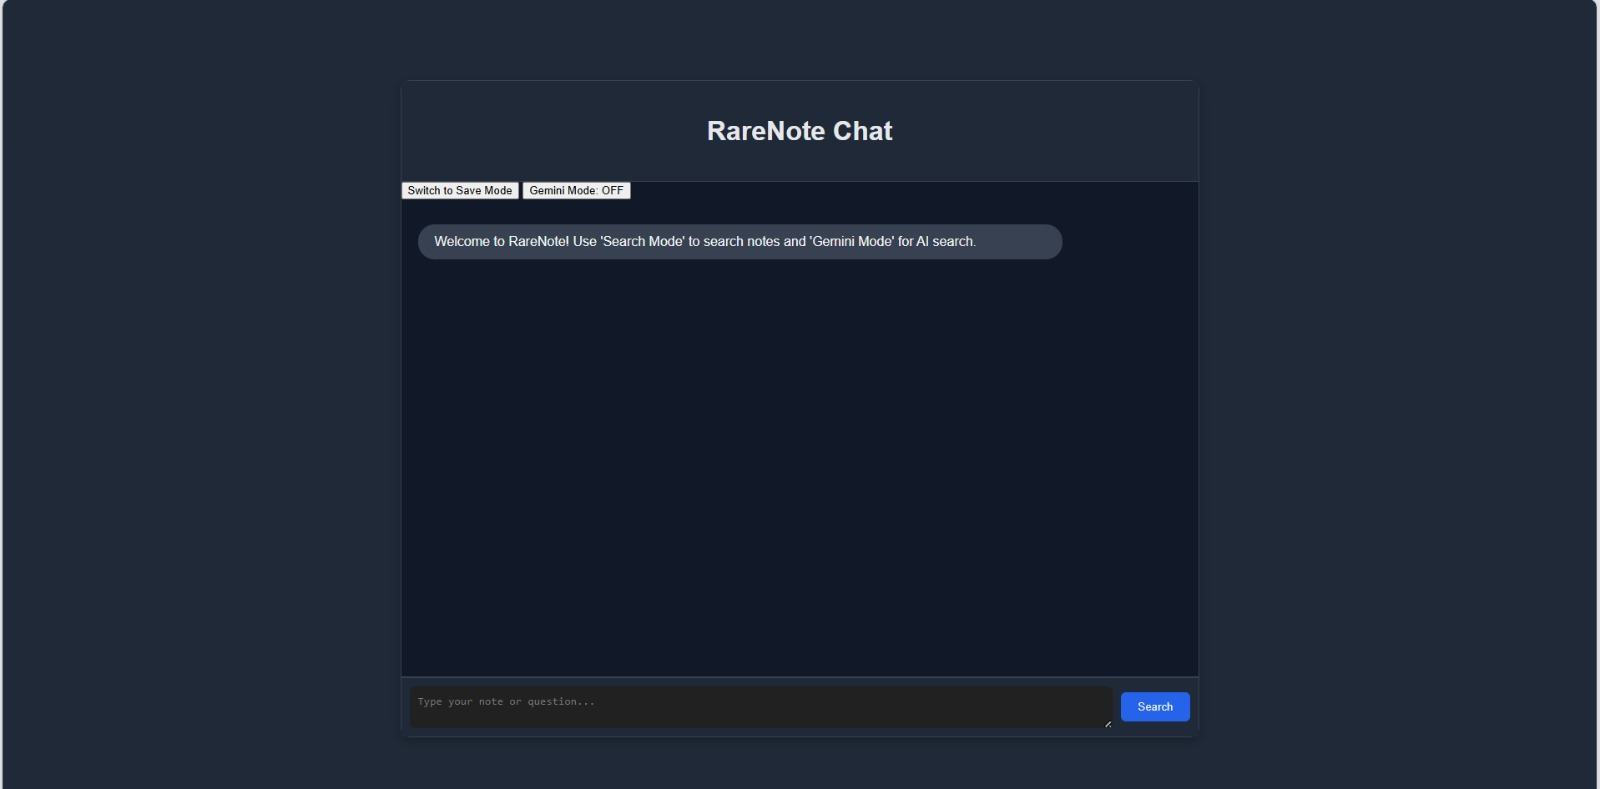 RareNote Chat
Switch to Save Mode Gemini Mode: OFF
Welcome to RareNote! Use 'Search Mode' to search notes and 'Gemini Mode' for AI search.
Type your note or question...
Search